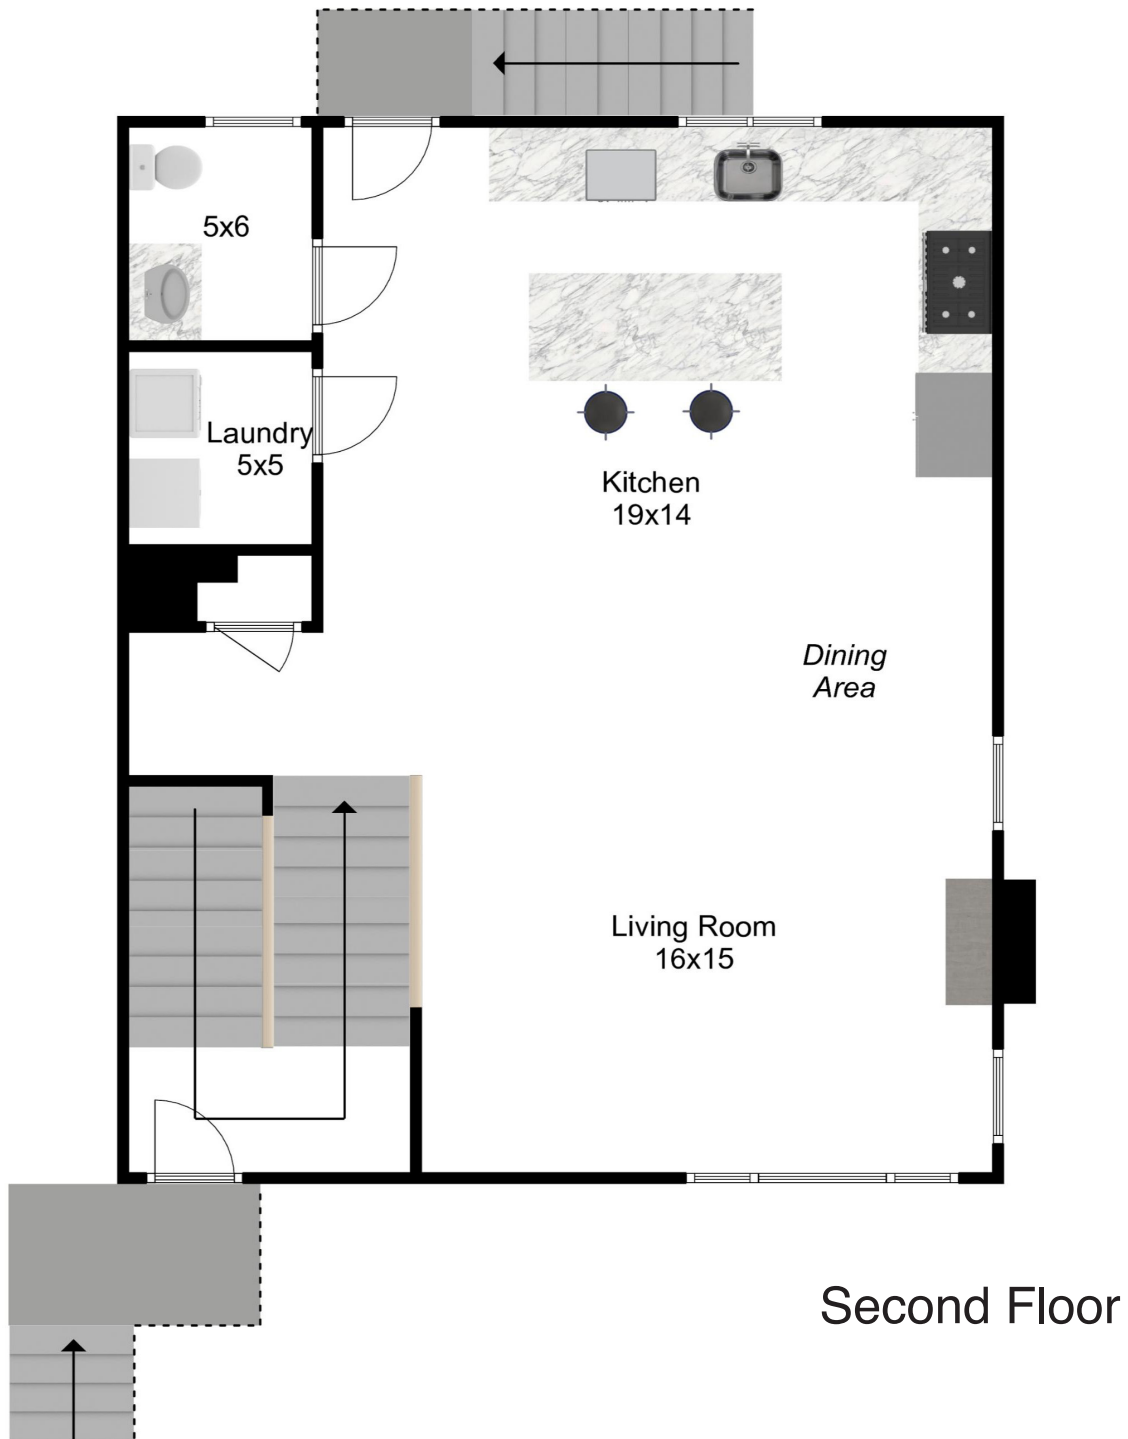 5x6
Laundry
5x5
Kitchen
19x14
Dining
Area
Living Room
16x15
Second Floor